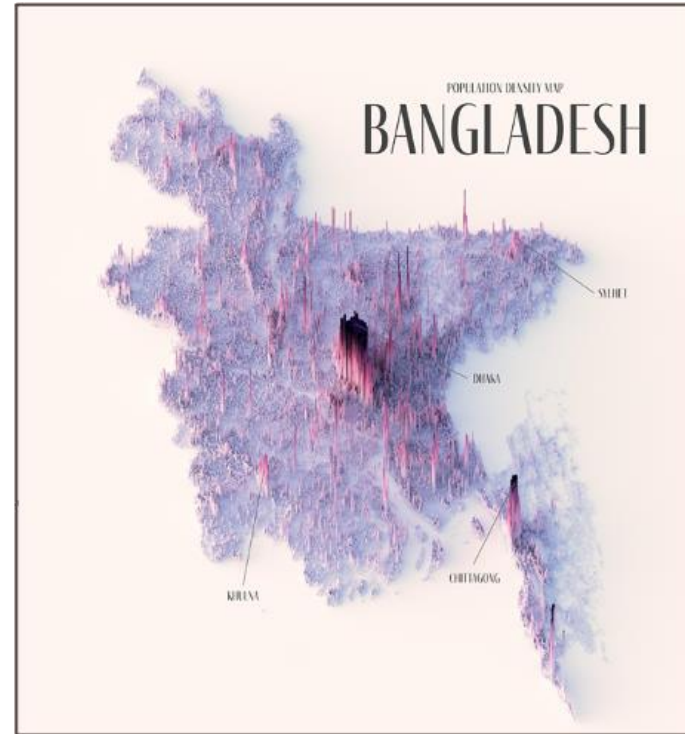 POPULATION DENSITY MAP
BANGLADESH
SYLHET
DHAKA
CHITTAGONG
KHULNA